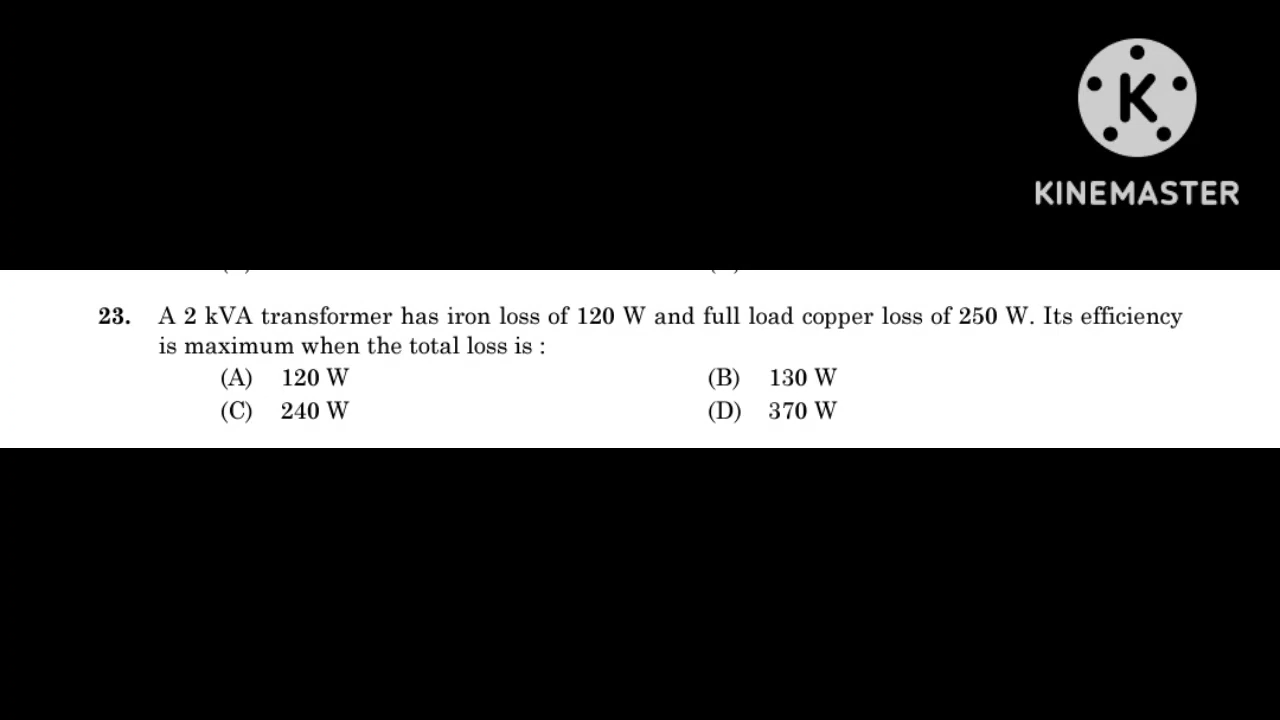 K
KINEMASTER
23. A 2 kVA transformer has iron loss of 120 W and full load copper loss of 250 W. Its efficiency
is maximum when the total loss is :
(A) 120 W (B) 130 W
(C) 240 W (D) 370 W